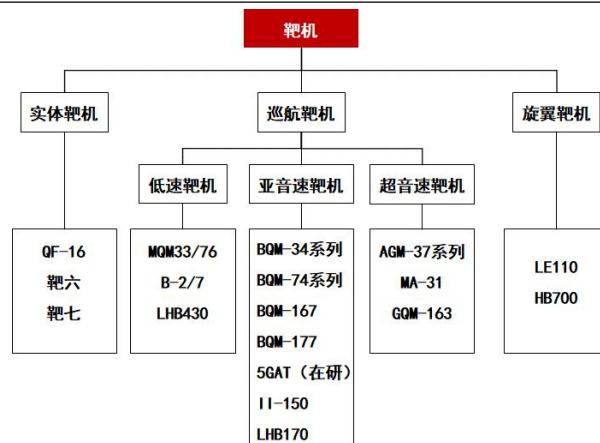 靶机
实体靶机
巡航靶机
旋翼靶机
低速靶机
亚音速靶机
超音速靶机
QF-16
靶六
靶七
MQM33/76
B-2/7
LHB430
BQM-34系列
BQM-74系列
BQM-167
BQM-177
5GAT（在研）
II-150
LHB170
AGM-37系列
MA-31
GQM-163
LE110
HB700